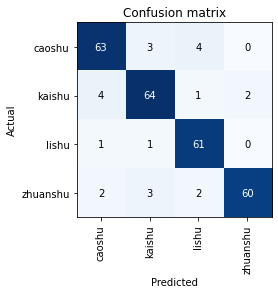 Confusion matrix
Actual
caoshu 63 3 4 0
kaishu 4 64 1 2
lishu 1 1 61 0
zhuanshu 2 3 2 60
caoshu kaishu lishu zhuanshu
Predicted